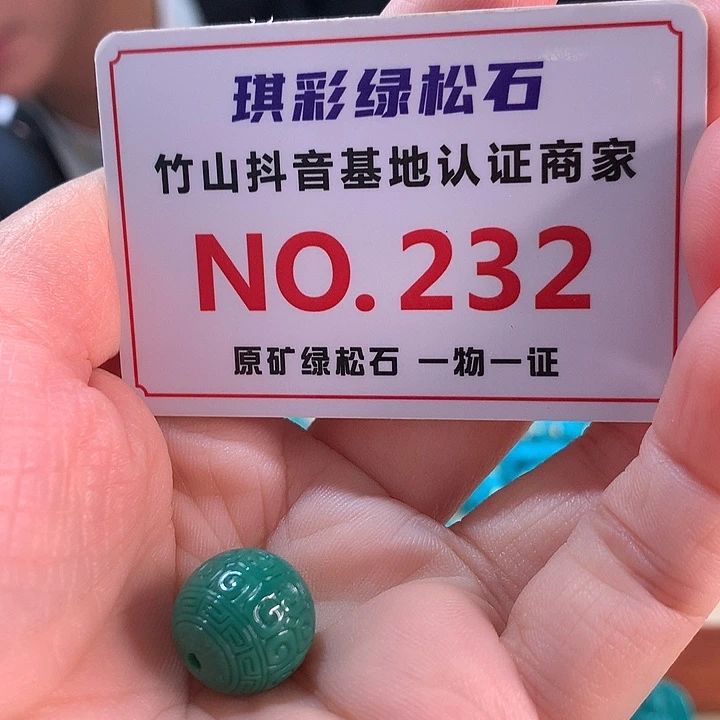 琪彩绿松石
竹山抖音基地认证商家
NO.232
原矿绿松石 一物一证